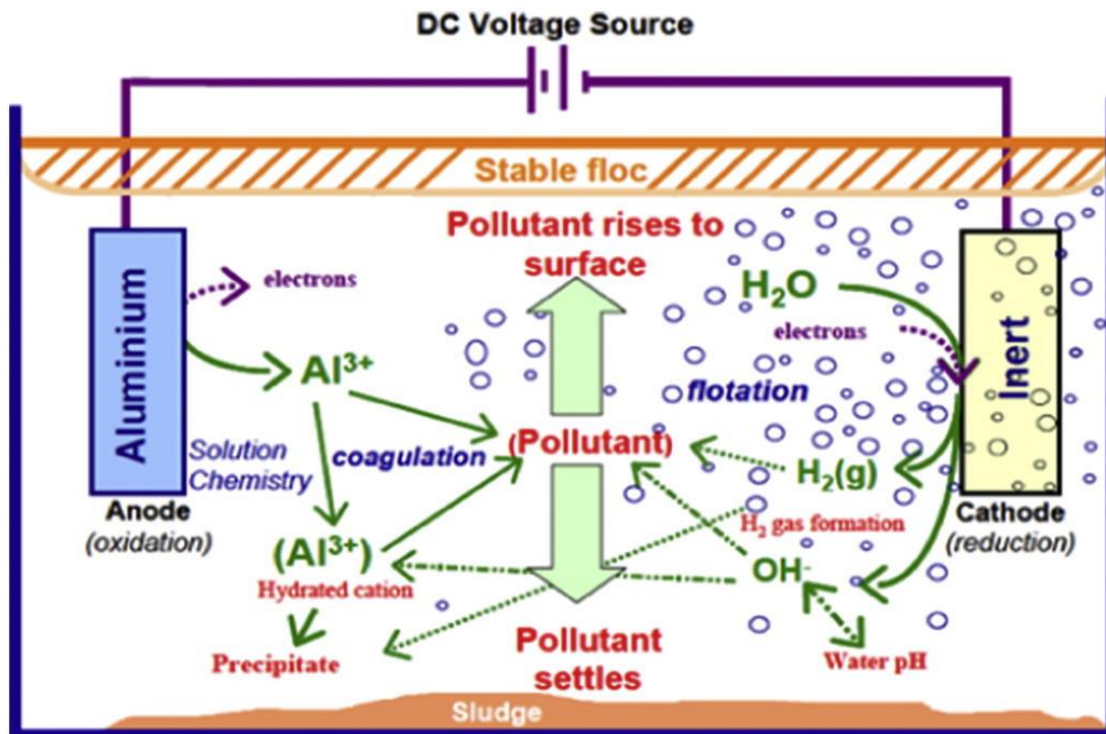 DC Voltage Source
Stable floc
Pollutant rises to
surface
Aluminium
electrons
H₂O
electrons
Inert
Al³⁺
flotation
Solution
Chemistry
coagulation
(Pollutant)
H₂(g)
Anode
(oxidation)
H₂ gas formation
Cathode
(reduction)
(Al³⁺)
Hydrated cation
OH⁻
Precipitate
Pollutant
settles
Water pH
Sludge